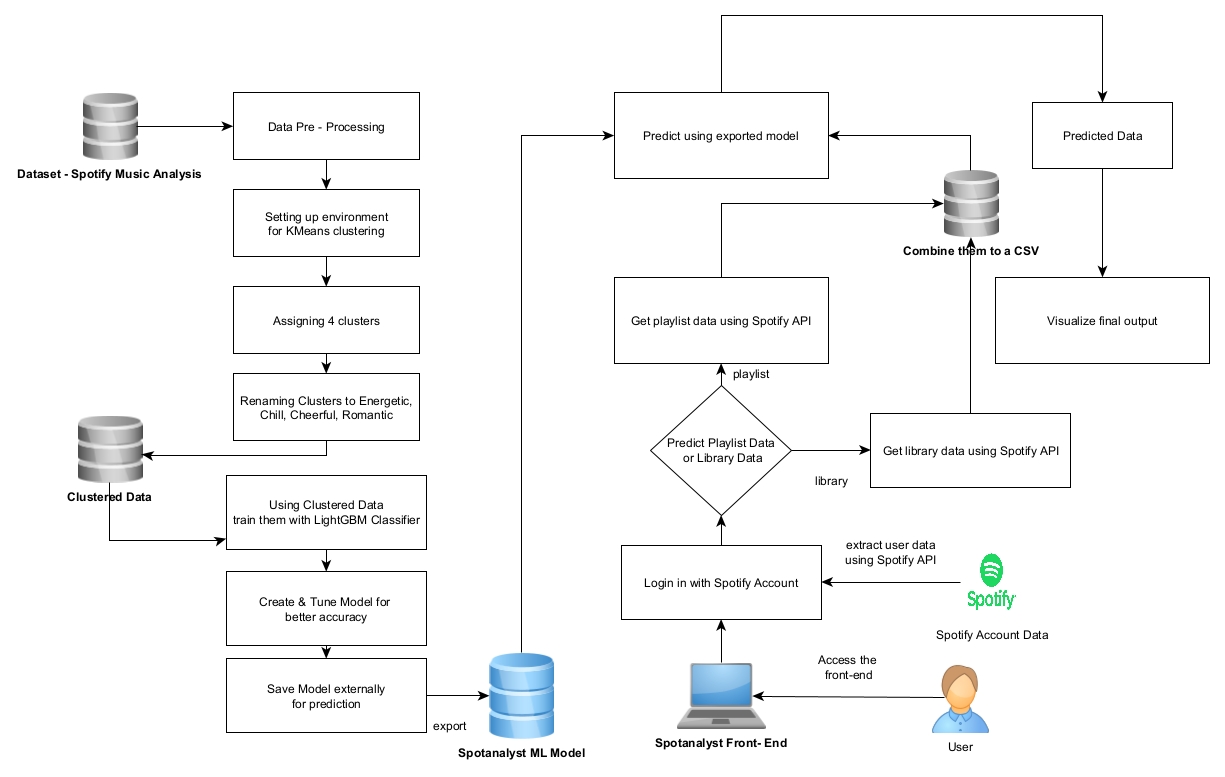 Dataset - Spotify Music Analysis
Data Pre - Processing
Setting up environment
for KMeans clustering
Assigning 4 clusters
Renaming Clusters to Energetic,
Chill, Cheerful, Romantic
Clustered Data
Using Clustered Data
train them with LightGBM Classifier
Create & Tune Model for
better accuracy
Save Model externally
for prediction
export
Spotanalyst ML Model
Predict using exported model
Predicted Data
Combine them to a CSV
Get playlist data using Spotify API
Visualize final output
playlist
Predict Playlist Data
or Library Data
library
Get library data using Spotify API
Login in with Spotify Account
extract user data
using Spotify API
Spotify
Spotify Account Data
Access the
front-end
Spotanalyst Front- End
User